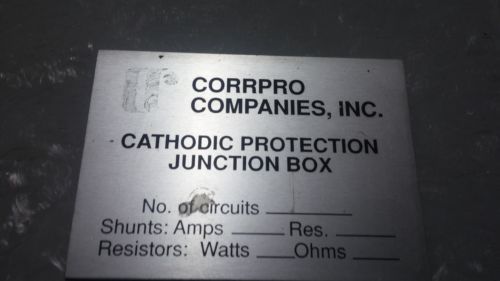 CORRPRO
COMPANIES, INC.
CATHODIC PROTECTION
JUNCTION BOX
No. of circuits
Shunts: Amps Res.
Resistors: Watts Ohms